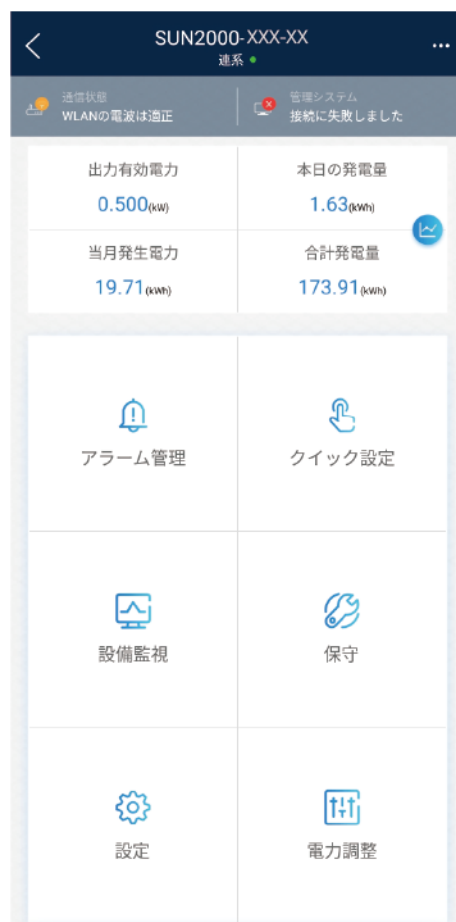 SUN2000-XXX-XX
連系
通信状態
管理システム
WLANの電波は適正
接続に失敗しました
出力有効電力
本日の発電量
0.500(kW)
1.63(kWh)
当月発生電力
合計発電量
19.71(kWh)
173.91(kWh)
アラーム管理
クイック設定
設備監視
保守
設定
電力調整